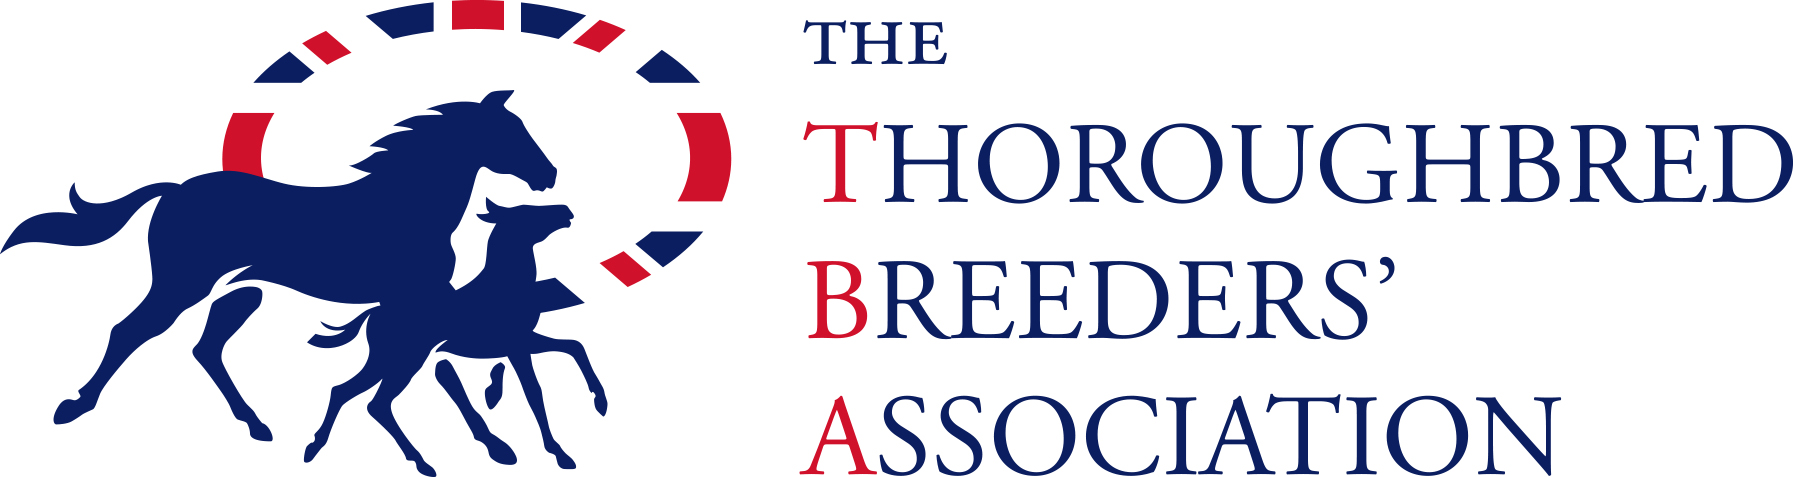 THE
THOROUGHBRED
BREEDERS’
ASSOCIATION